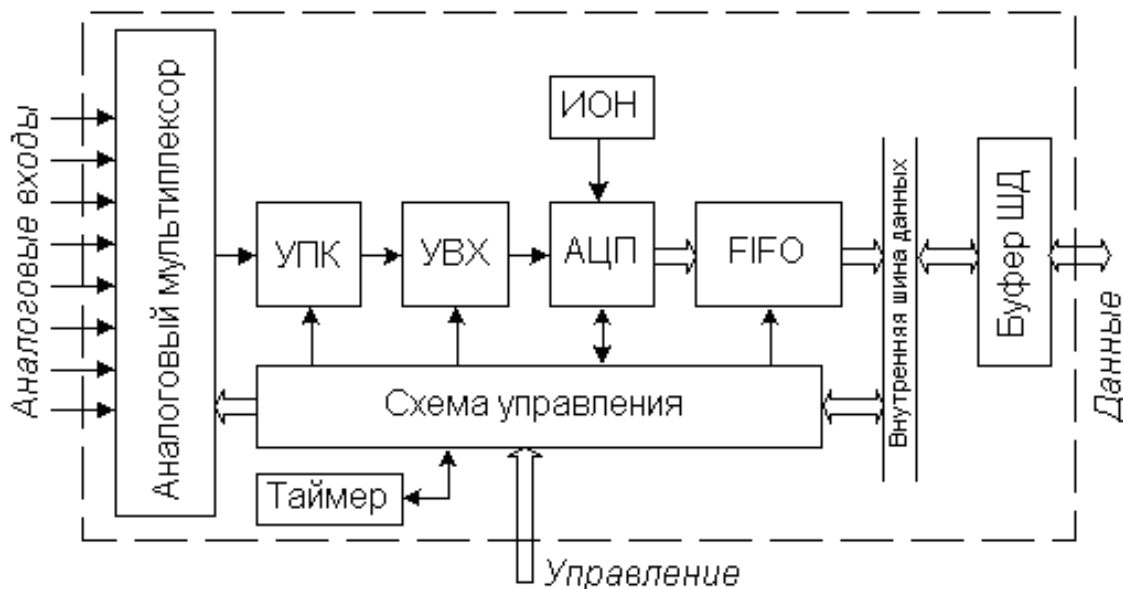 Аналоговые входы
Аналоговый мультиплексор
ИОН
УПК
УВХ
АЦП
FIFO
Внутренняя шина данных
Буфер ШД
Данные
Схема управления
Таймер
Управление